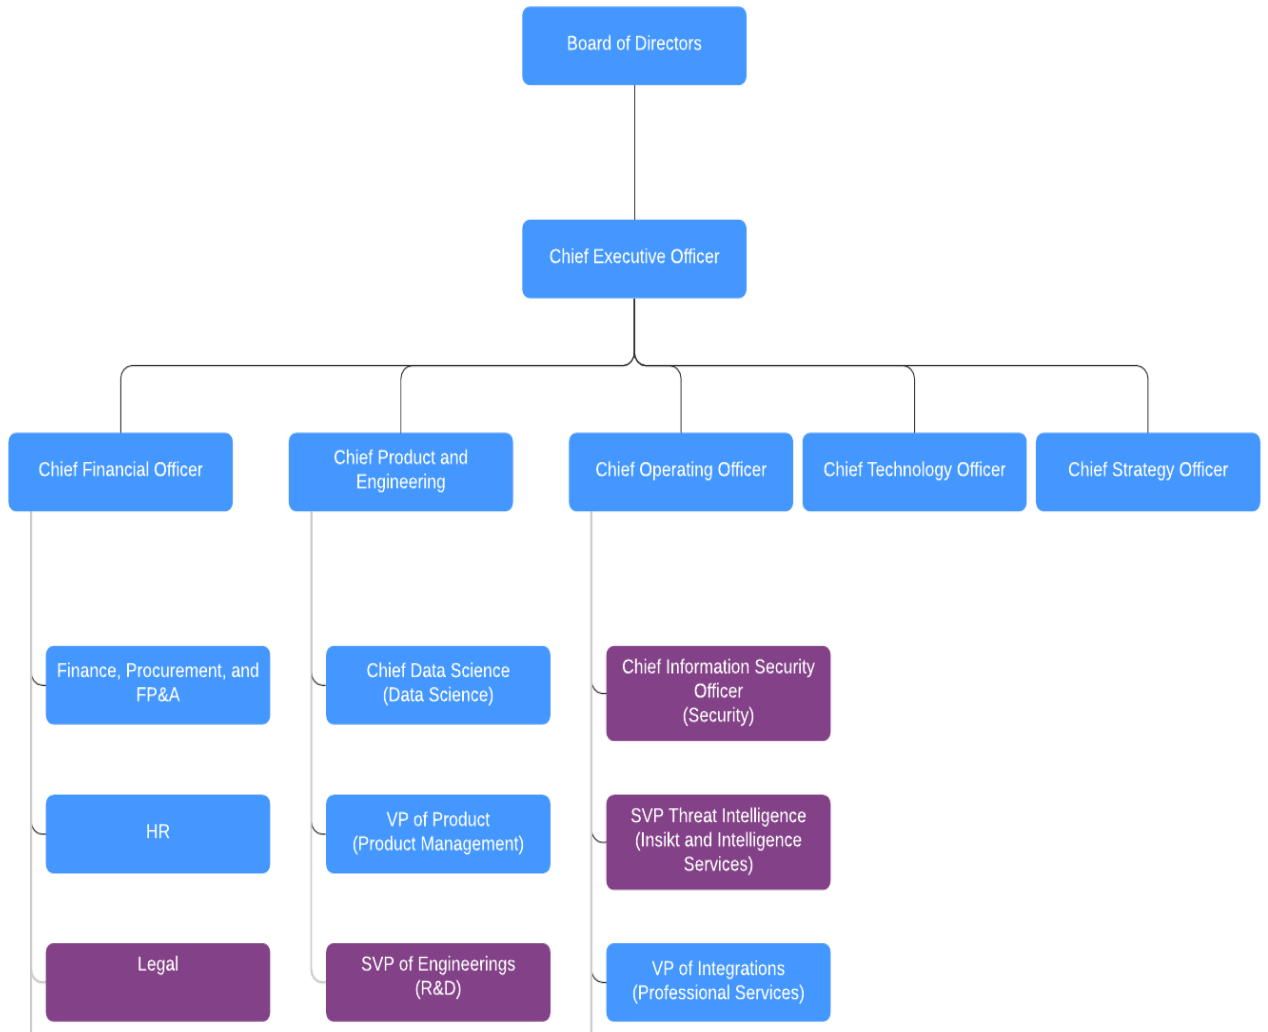 Board of Directors
Chief Executive Officer
Chief Financial Officer
Chief Product and
Engineering
Chief Operating Officer
Chief Technology Officer
Chief Strategy Officer
Finance, Procurement, and
FP&A
Chief Data Science
(Data Science)
Chief Information Security
Officer
(Security)
HR
VP of Product
(Product Management)
SVP Threat Intelligence
(Insikt and Intelligence
Services)
Legal
SVP of Engineerings
(R&D)
VP of Integrations
(Professional Services)